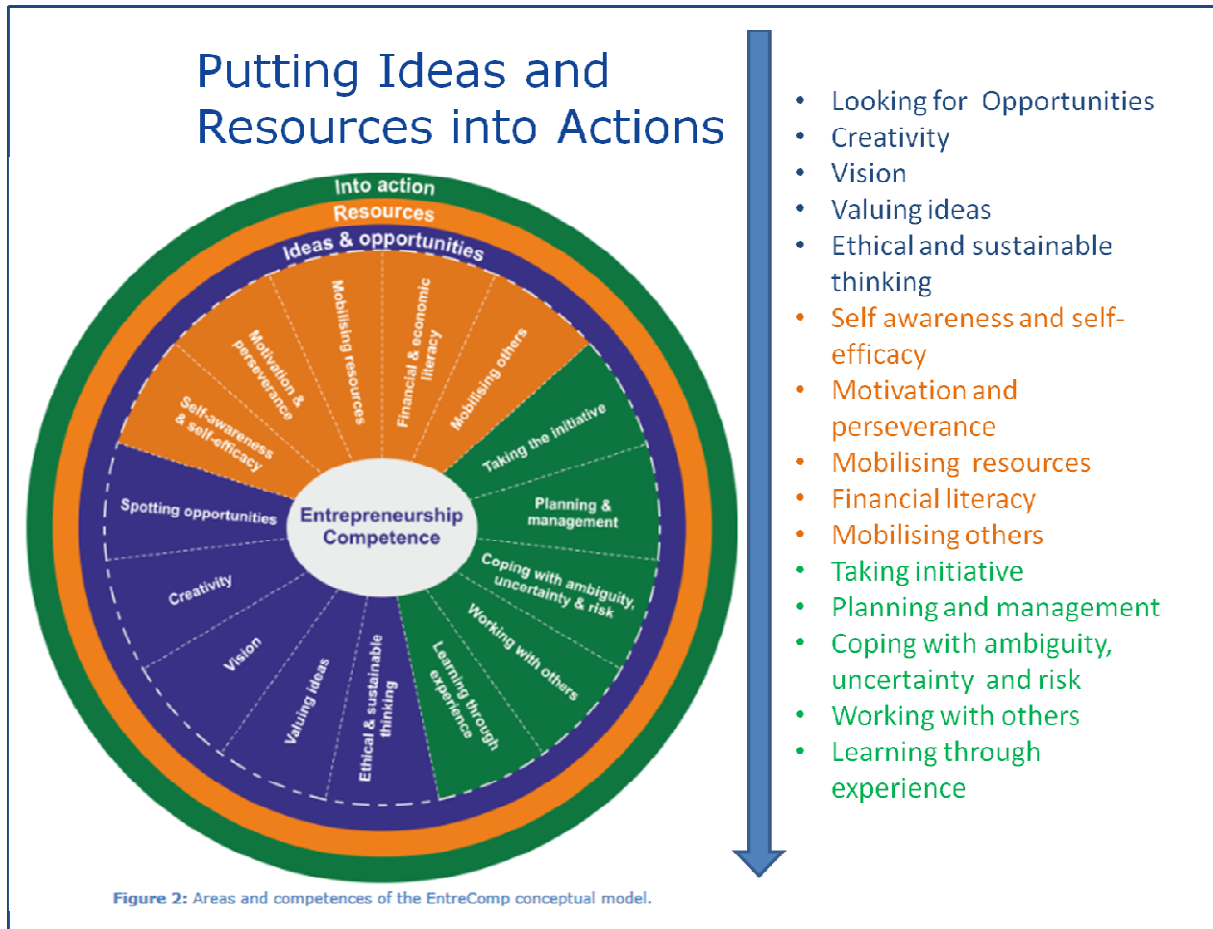 Putting Ideas and
Resources into Actions
Into action
Resources
Ideas & opportunities
Self-awareness
& self-efficacy
Motivation &
perseverance
Mobilising resources
Financial & economic
literacy
Mobilising others
Taking the initiative
Planning &
management
Coping with ambiguity,
uncertainty & risk
Working with others
Learning through
experience
Ethical & sustainable
thinking
Valuing ideas
Vision
Creativity
Spotting opportunities
Entrepreneurship
Competence
Figure 2: Areas and competences of the EntreComp conceptual model.
• Looking for Opportunities
• Creativity
• Vision
• Valuing ideas
• Ethical and sustainable
thinking
• Self awareness and self-
efficacy
• Motivation and
perseverance
• Mobilising resources
• Financial literacy
• Mobilising others
• Taking initiative
• Planning and management
• Coping with ambiguity,
uncertainty and risk
• Working with others
• Learning through
experience